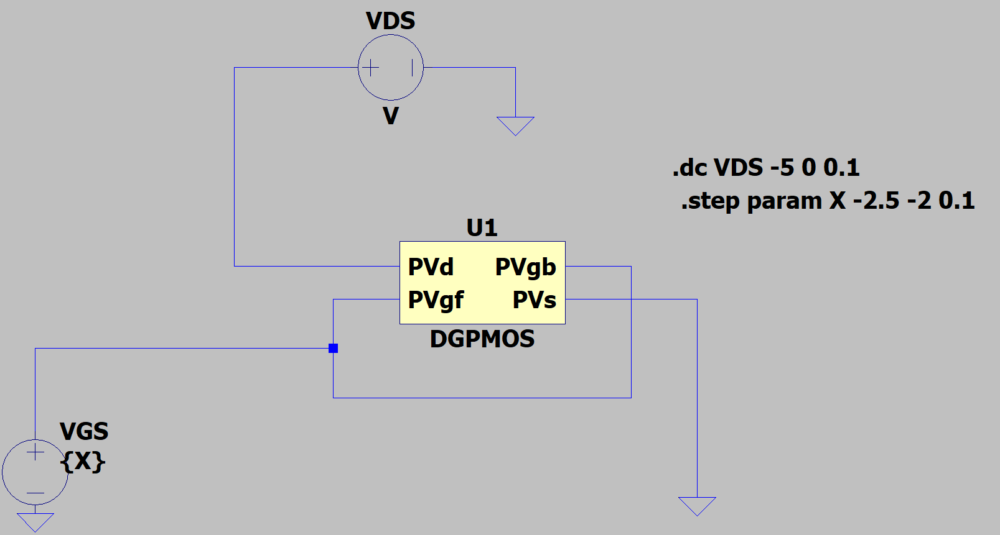 VDS
V
.dc VDS -5 0 0.1
.step param X -2.5 -2 0.1
U1
PVd PVgb
PVgf PVs
DGPMOS
VGS
{X}